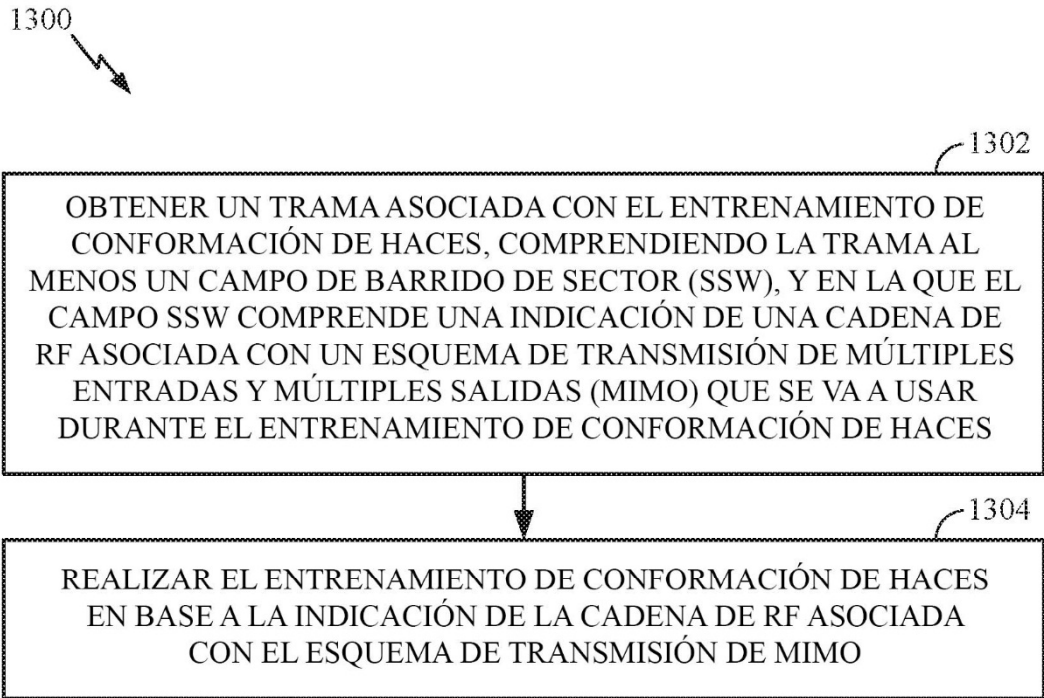 1300
1302
OBTENER UN TRAMA ASOCIADA CON EL ENTRENAMIENTO DE
CONFORMACIÓN DE HACES, COMPRENDIENDO LA TRAMA AL
MENOS UN CAMPO DE BARRIDO DE SECTOR (SSW), Y EN LA QUE EL
CAMPO SSW COMPRENDE UNA INDICACIÓN DE UNA CADENA DE
RF ASOCIADA CON UN ESQUEMA DE TRANSMISIÓN DE MÚLTIPLES
ENTRADAS Y MÚLTIPLES SALIDAS (MIMO) QUE SE VA A USAR
DURANTE EL ENTRENAMIENTO DE CONFORMACIÓN DE HACES
1304
REALIZAR EL ENTRENAMIENTO DE CONFORMACIÓN DE HACES
EN BASE A LA INDICACIÓN DE LA CADENA DE RF ASOCIADA
CON EL ESQUEMA DE TRANSMISIÓN DE MIMO